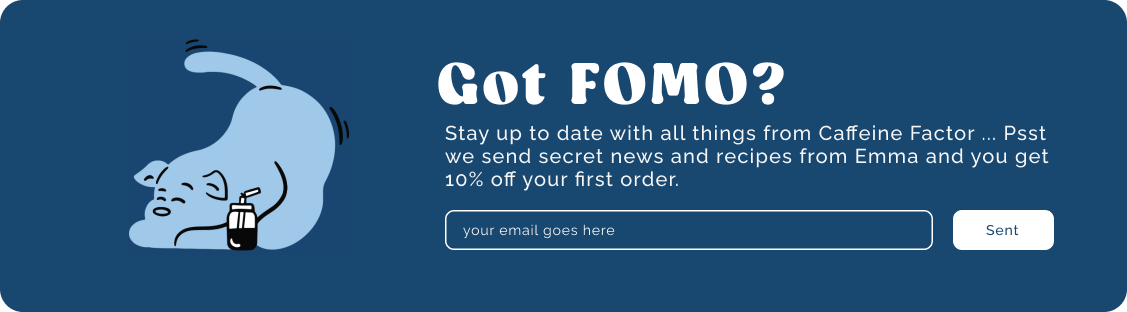 Got FOMO?
Stay up to date with all things from Caffeine Factor ... Psst
we send secret news and recipes from Emma and you get
10% off your first order.
your email goes here
Sent